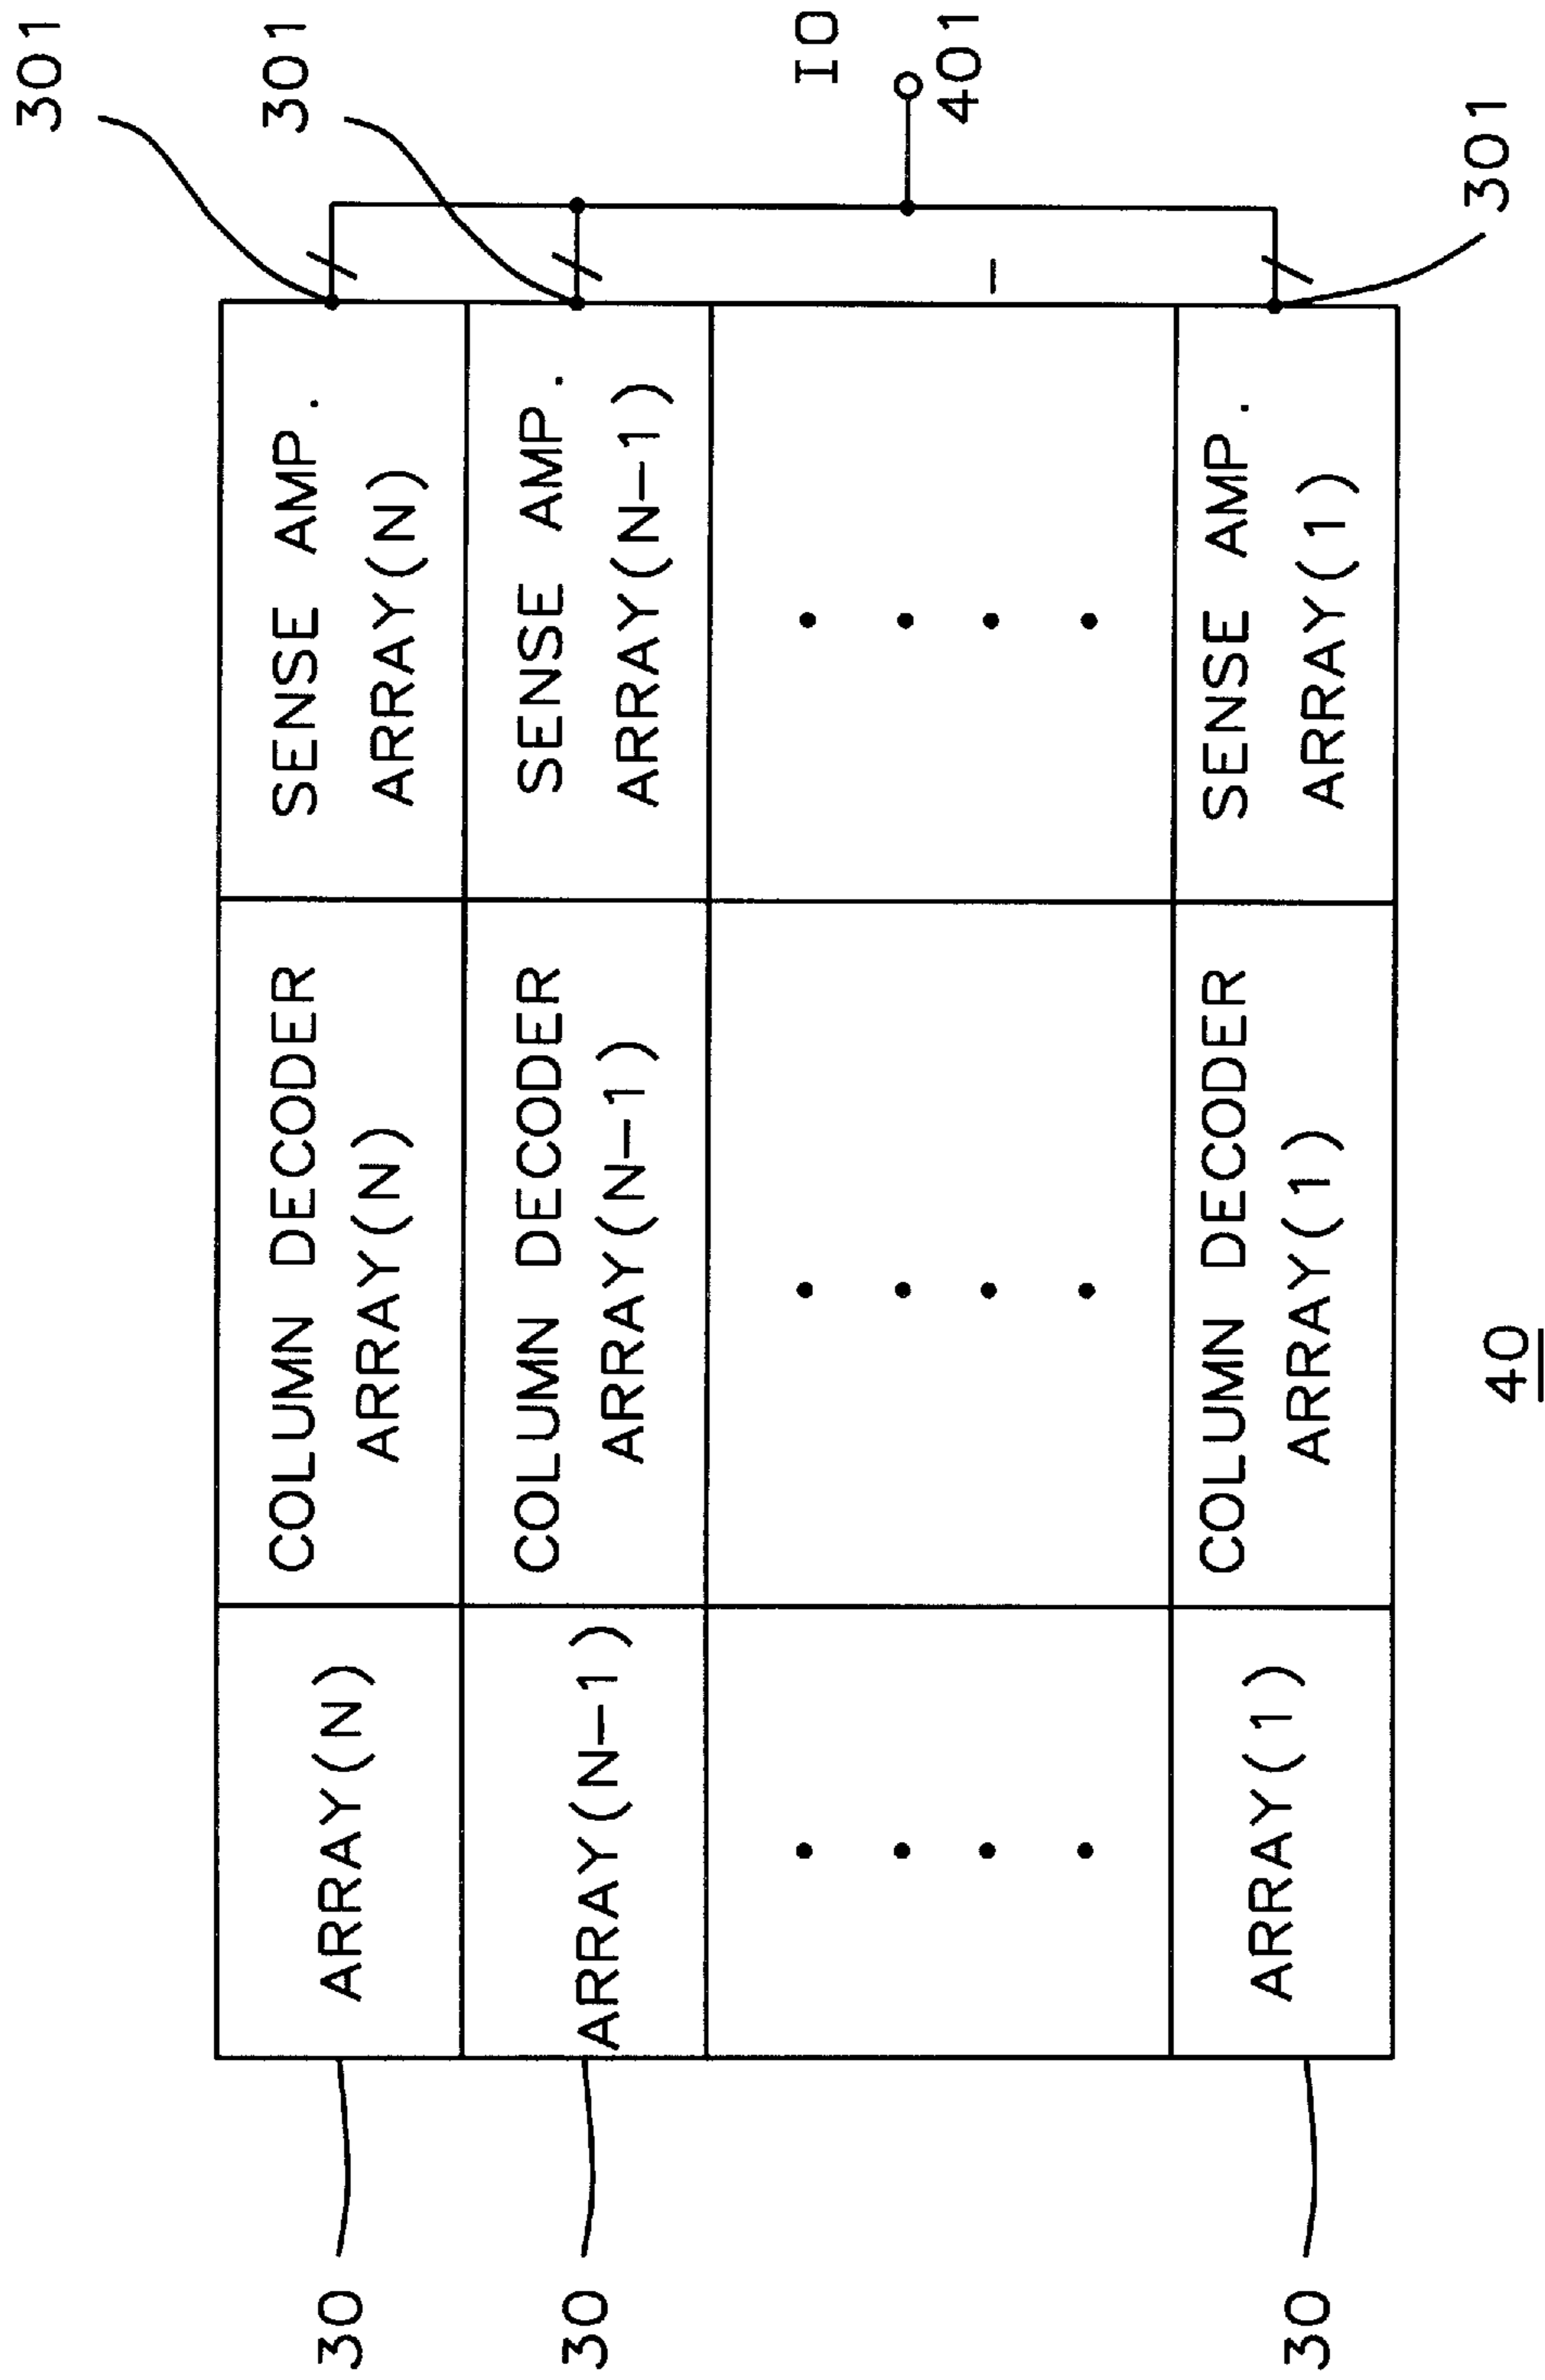 301
301
30
ARRAY(N)
COLUMN DECODER
ARRAY(N)
SENSE AMP.
ARRAY(N)
30
ARRAY(N-1)
COLUMN DECODER
ARRAY(N-1)
SENSE AMP.
ARRAY(N-1)
IO
401
30
ARRAY(1)
COLUMN DECODER
ARRAY(1)
SENSE AMP.
ARRAY(1)
301
40